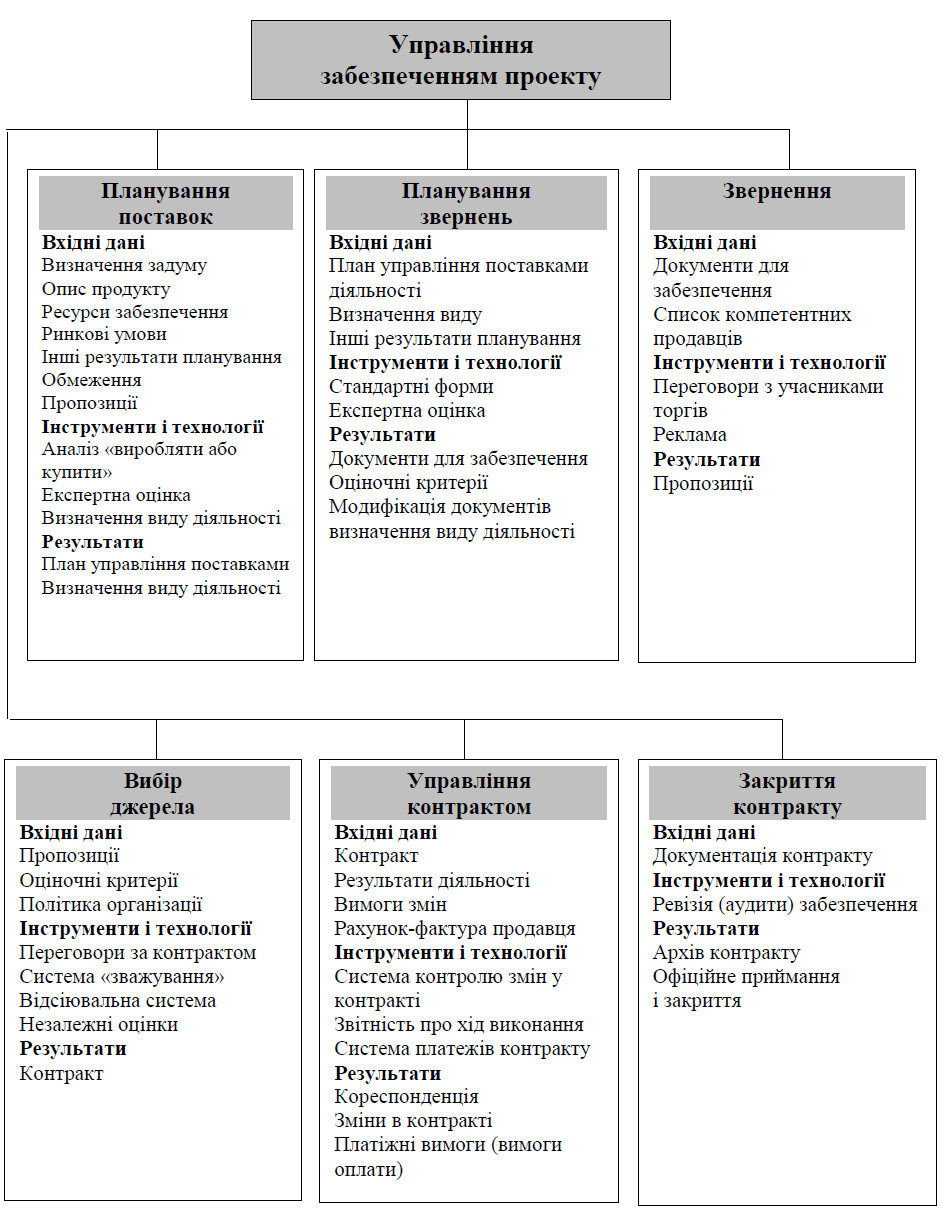 Управління
забезпеченням проекту
Планування
поставок
Вхідні дані
Визначення задуму
Опис продукту
Ресурси забезпечення
Ринкові умови
Інші результати планування
Обмеження
Пропозиції
Інструменти і технології
Аналіз «виробляти або
купити»
Експертна оцінка
Визначення виду діяльності
Результати
План управління поставками
Визначення виду діяльності
Планування
звернень
Вхідні дані
План управління поставками
діяльності
Визначення виду
Інші результати планування
Інструменти і технології
Стандартні форми
Експертна оцінка
Результати
Документи для забезпечення
Оціночні критерії
Модифікація документів
визначення виду діяльності
Звернення
Вхідні дані
Документи для
забезпечення
Список компетентних
продавців
Інструменти і технології
Переговори з учасниками
торгів
Реклама
Результати
Пропозиції
Вибір
джерела
Вхідні дані
Пропозиції
Оціночні критерії
Політика організації
Інструменти і технології
Переговори за контрактом
Система «зважування»
Відсіювальна система
Незалежні оцінки
Результати
Контракт
Управління
контрактом
Вхідні дані
Контракт
Результати діяльності
Вимоги змін
Рахунок-фактура продавця
Інструменти і технології
Система контролю змін у
контракті
Звітність про хід виконання
Система платежів контракту
Результати
Кореспонденція
Зміни в контракті
Платіжні вимоги (вимоги
оплати)
Закриття
контракту
Вхідні дані
Документація контракту
Інструменти і технології
Ревізія (аудити) забезпечення
Результати
Архів контракту
Офіційне приймання
і закриття